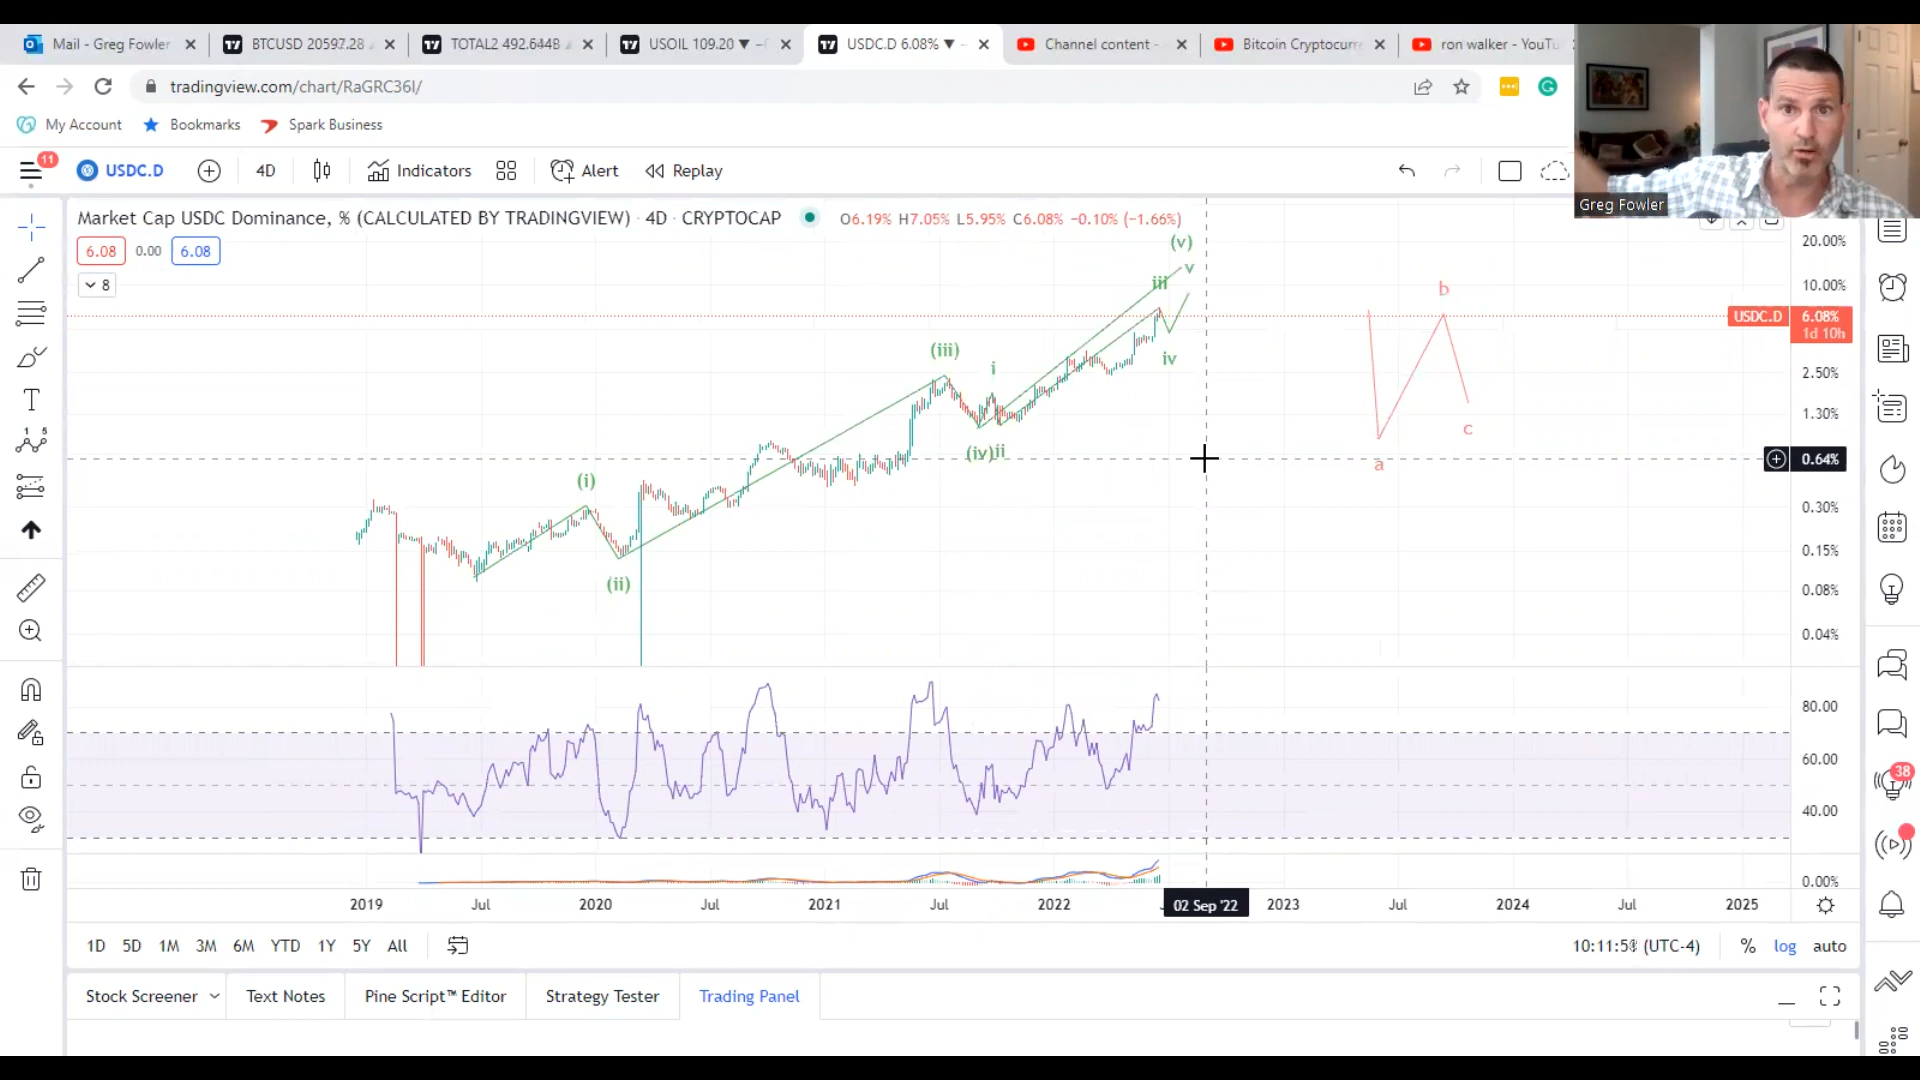 Mail - Greg Fowler
BTCUSD 20597.28
TOTAL2 492.644B
USOIL 109.20 ▼ –
USDC.D 6.08% ▼ –
Channel content -
Bitcoin Cryptocurre
ron walker - YouTu
tradingview.com/chart/RaGRC36I/
My Account
Bookmarks
Spark Business
Greg Fowler
11
USDC.D
4D
Indicators
Alert
Replay
Market Cap USDC Dominance, % (CALCULATED BY TRADINGVIEW) · 4D · CRYPTOCAP
O6.19% H7.05% L5.95% C6.08% −0.10% (−1.66%)
6.08
0.00
6.08
8
(v)
v
iii
iv
(iii)
i
(iv)
ii
(i)
(ii)
b
a
c
20.00%
10.00%
USDC.D
6.08%
1d 10h
2.50%
1.30%
0.64%
0.30%
0.15%
0.08%
0.04%
80.00
60.00
40.00
0.00%
38
2019
Jul
2020
Jul
2021
Jul
2022
02 Sep '22
2023
Jul
2024
Jul
2025
1D
5D
1M
3M
6M
YTD
1Y
5Y
All
(UTC-4)
%
log
auto
Stock Screener
Text Notes
Pine Script™ Editor
Strategy Tester
Trading Panel